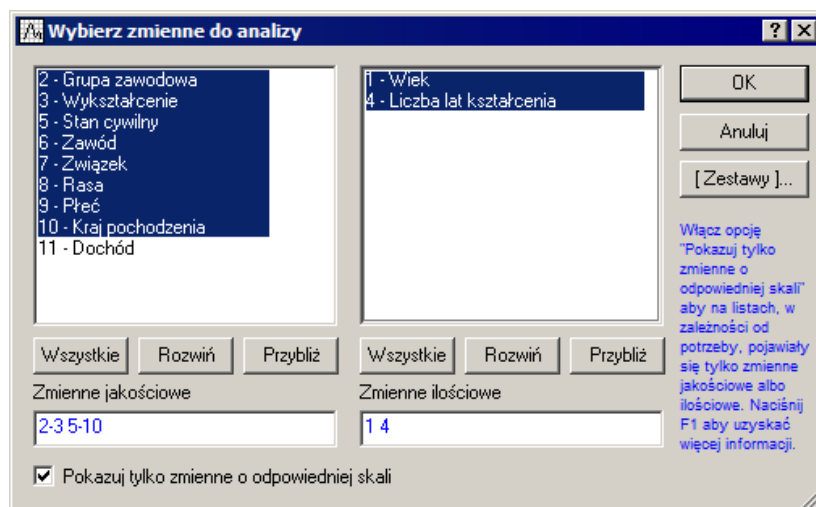 Wybierz zmienne do analizy
2 - Grupa zawodowa
3 - Wykształcenie
5 - Stan cywilny
6 - Zawód
7 - Związek
8 - Rasa
9 - Płeć
10 - Kraj pochodzenia
11 - Dochód
1 - Wiek
4 - Liczba lat kształcenia
OK
Anuluj
[ Zestawy ]...
Włącz opcję
"Pokazuj tylko
zmienne o
odpowiedniej skali"
aby na listach, w
zależności od
potrzeby, pojawiały
się tylko zmienne
jakościowe albo
ilościowe. Naciśnij
F1 aby uzyskać
więcej informacji.
Wszystkie Rozwiń Przybliż
Wszystkie Rozwiń Przybliż
Zmienne jakościowe
2-3 5-10
Zmienne ilościowe
1 4
Pokazuj tylko zmienne o odpowiedniej skali